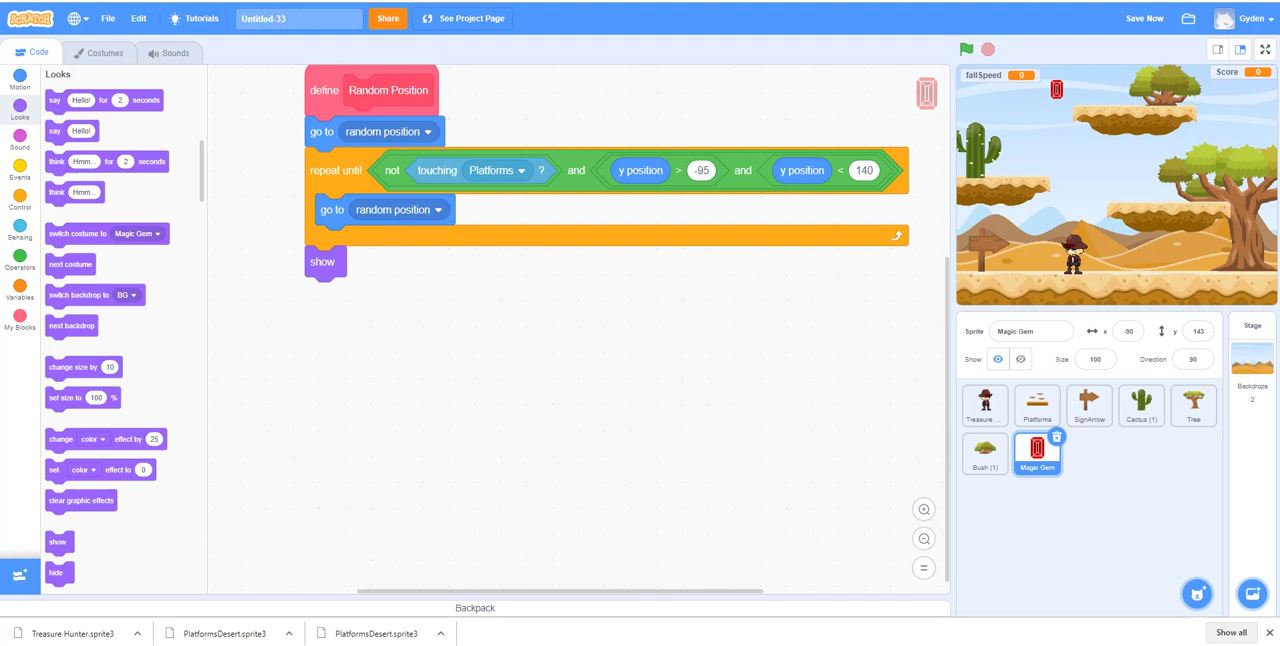 SCRATCH File Edit Tutorials Untitled-33 Share See Project Page Save Now Gyden
Code Costumes Sounds
Motion
Looks
Sound
Events
Control
Sensing
Operators
Variables
My Blocks
Looks
say Hello! for 2 seconds
say Hello!
think Hmm... for 2 seconds
think Hmm...
switch costume to Magic Gem
next costume
switch backdrop to BG
next backdrop
change size by 10
set size to 100 %
change color effect by 25
set color effect to 0
clear graphic effects
show
hide
define Random Position
go to random position
repeat until not touching Platforms ? and y position > -95 and y position < 140
go to random position
show
fallSpeed 0 Score 0
Sprite Magic Gem x -90 y 143
Show Size 100 Direction 90
Treasure ... Platforms SignArrow Cactus (1) Tree
Bush (1) Magic Gem
Stage
Backdrops
2
Backpack
Treasure Hunter.sprite3 PlatformsDesert.sprite3 PlatformsDesert.sprite3 Show all